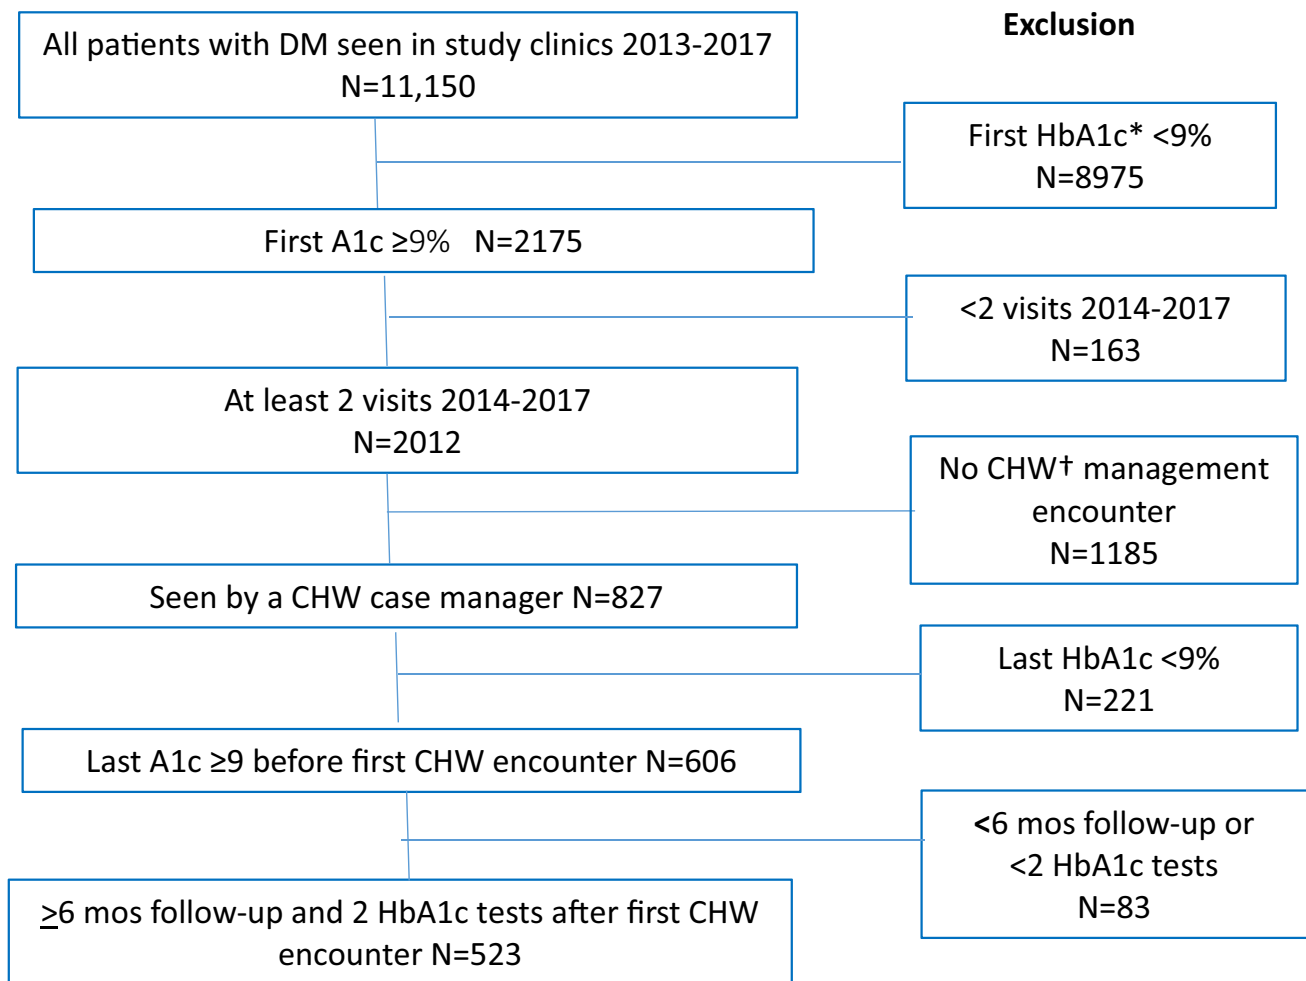 Exclusion
All patients with DM seen in study clinics 2013-2017
N=11,150
First HbA1c* <9%
N=8975
First A1c ≥9% N=2175
<2 visits 2014-2017
N=163
At least 2 visits 2014-2017
N=2012
No CHW† management
encounter
N=1185
Seen by a CHW case manager N=827
Last HbA1c <9%
N=221
Last A1c ≥9 before first CHW encounter N=606
<6 mos follow-up or
<2 HbA1c tests
N=83
≥6 mos follow-up and 2 HbA1c tests after first CHW
encounter N=523